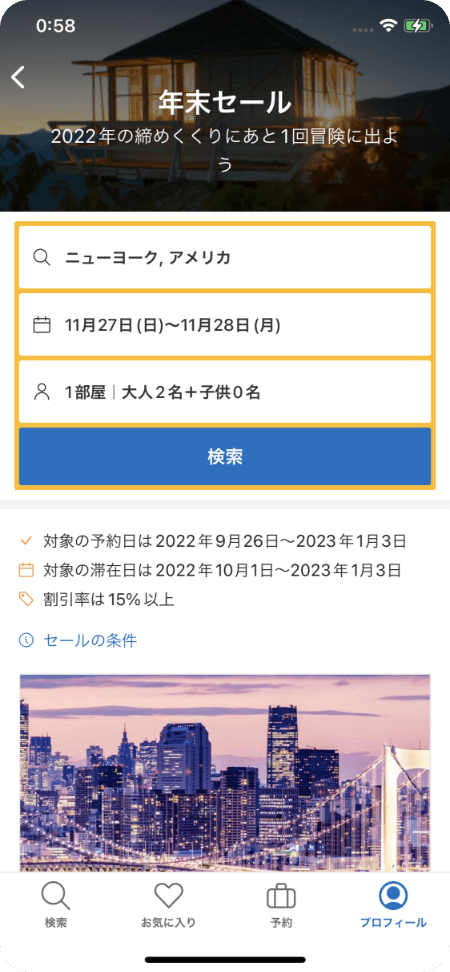 0:58
年末セール
2022年の締めくくりにあと1回冒険に出よ
う
ニューヨーク, アメリカ
11月27日(日)〜11月28日(月)
1部屋｜大人2名＋子供0名
検索
対象の予約日は2022年9月26日〜2023年1月3日
対象の滞在日は2022年10月1日〜2023年1月3日
割引率は15%以上
セールの条件
検索
お気に入り
予約
プロフィール